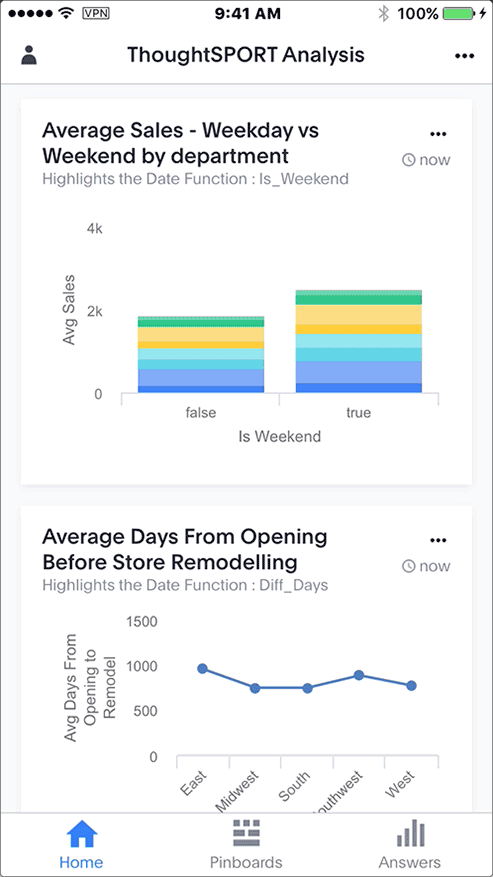 VPN 9:41 AM 100%
ThoughtSPORT Analysis
Average Sales - Weekday vs
Weekend by department
now
Highlights the Date Function : Is_Weekend
4k
2k
0
Avg Sales
false true
Is Weekend
Average Days From Opening
Before Store Remodelling
now
Highlights the Date Function : Diff_Days
1500
1000
500
0
Avg Days From
Opening to
Remodel
East Midwest South West
Home Pinboards Answers